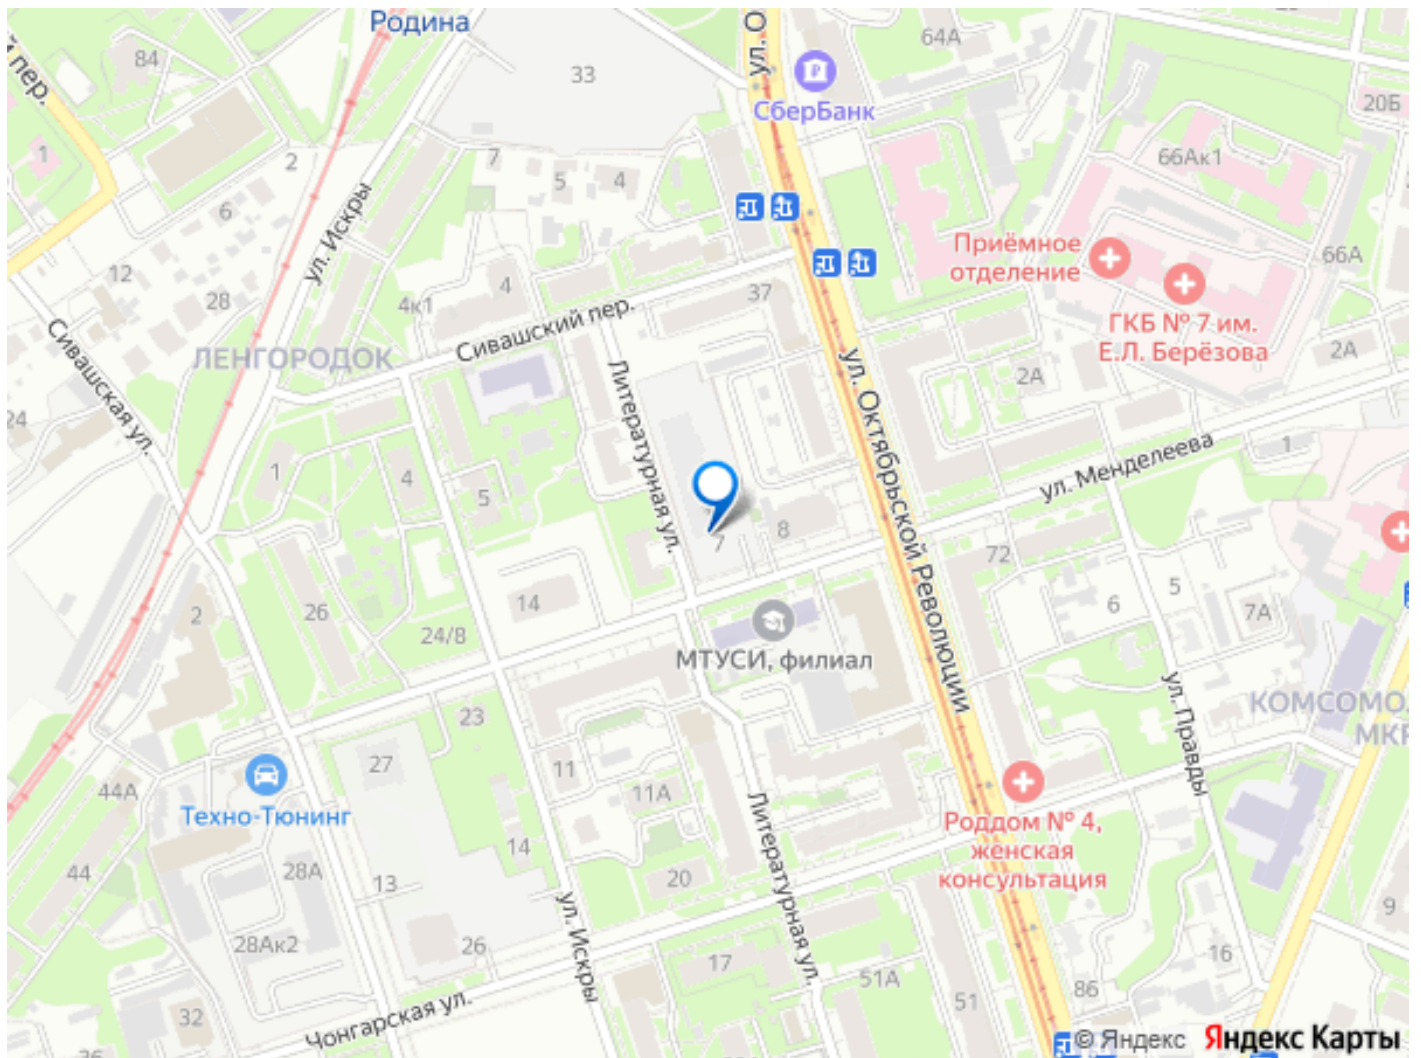 Родина
й пер.
ул. О
СберБанк
84
33
64А
20Б
1
2
7
5
4
66Ак1
ул. Искры
6
12
28
4к1
4
37
Приёмное
отделение
66А
ГКБ № 7 им.
Е.Л. Берёзова
Сивашский пер.
ЛЕНГОРОДОК
2А
2А
24
Сивашская ул.
Литературная ул.
ул. Октябрьской Революции
ул. Менделеева
1
1
4
5
7
8
72
2
26
24/8
14
6
5
7А
МТУСИ, филиал
КОМСОМОЛ
МКР
ул. Правды
23
27
11
11А
44А
Техно-Тюнинг
Роддом № 4,
женская
консультация
44
28А
14
13
20
Литературная ул.
9
28Ак2
26
ул. Искры
17
51А
51
16
86
32
Чонгарская ул.
© Яндекс Яндекс Карты